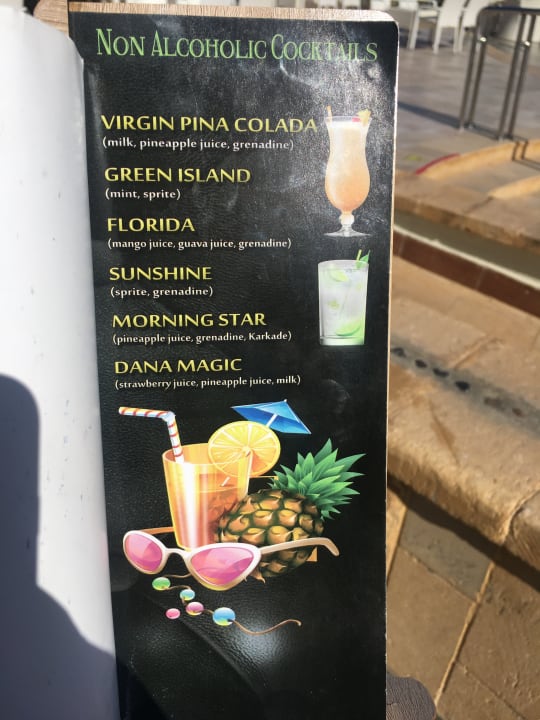 NON ALCOHOLIC COCKTAILS
VIRGIN PINA COLADA
(milk, pineapple juice, grenadine)
GREEN ISLAND
(mint, sprite)
FLORIDA
(mango juice, guava juice, grenadine)
SUNSHINE
(sprite, grenadine)
MORNING STAR
(pineapple juice, grenadine, Karkade)
DANA MAGIC
(strawberry juice, pineapple juice, milk)